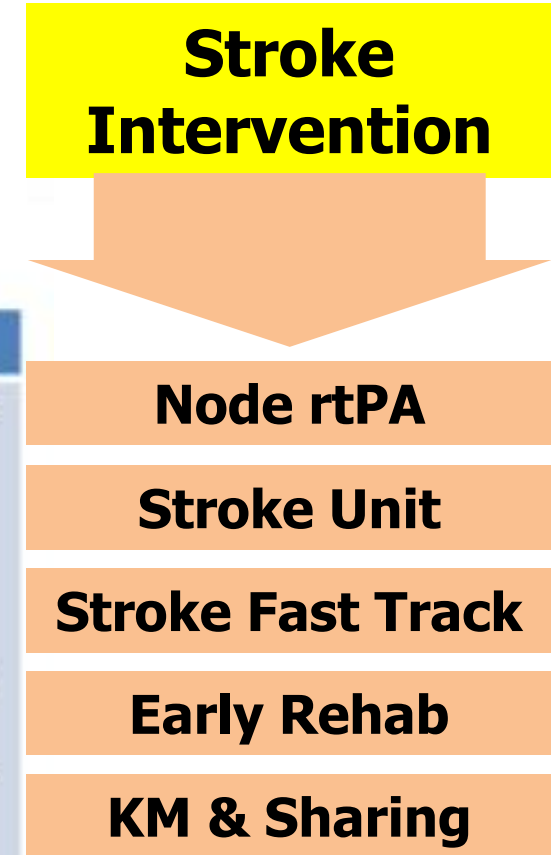 Stroke
Intervention
Node rtPA
Stroke Unit
Stroke Fast Track
Early Rehab
KM & Sharing